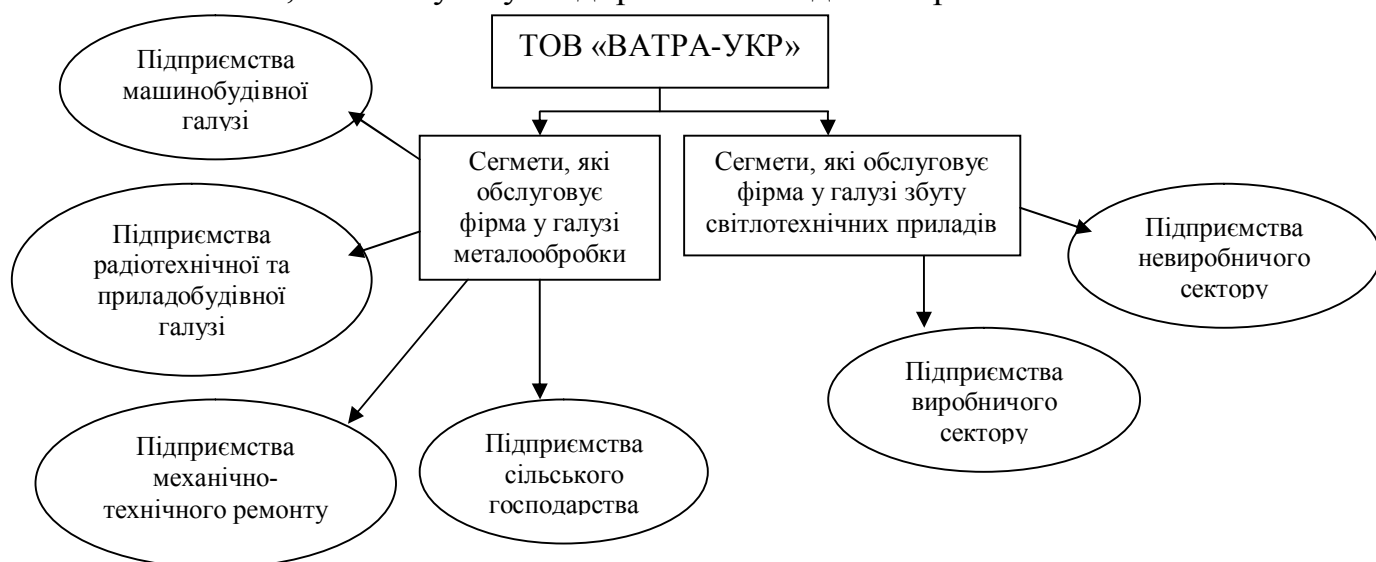 ТОВ «ВАТРА-УКР»
Підприємства
машинобудівної
галузі
Сегмети, які
обслуговує
фірма у галузі
металообробки
Сегмети, які обслуговує
фірма у галузі збуту
світлотехнічних приладів
Підприємства
радіотехнічної та
приладобудівної
галузі
Підприємства
невиробничого
сектору
Підприємства
виробничого
сектору
Підприємства
механічно-
технічного ремонту
Підприємства
сільського
господарства